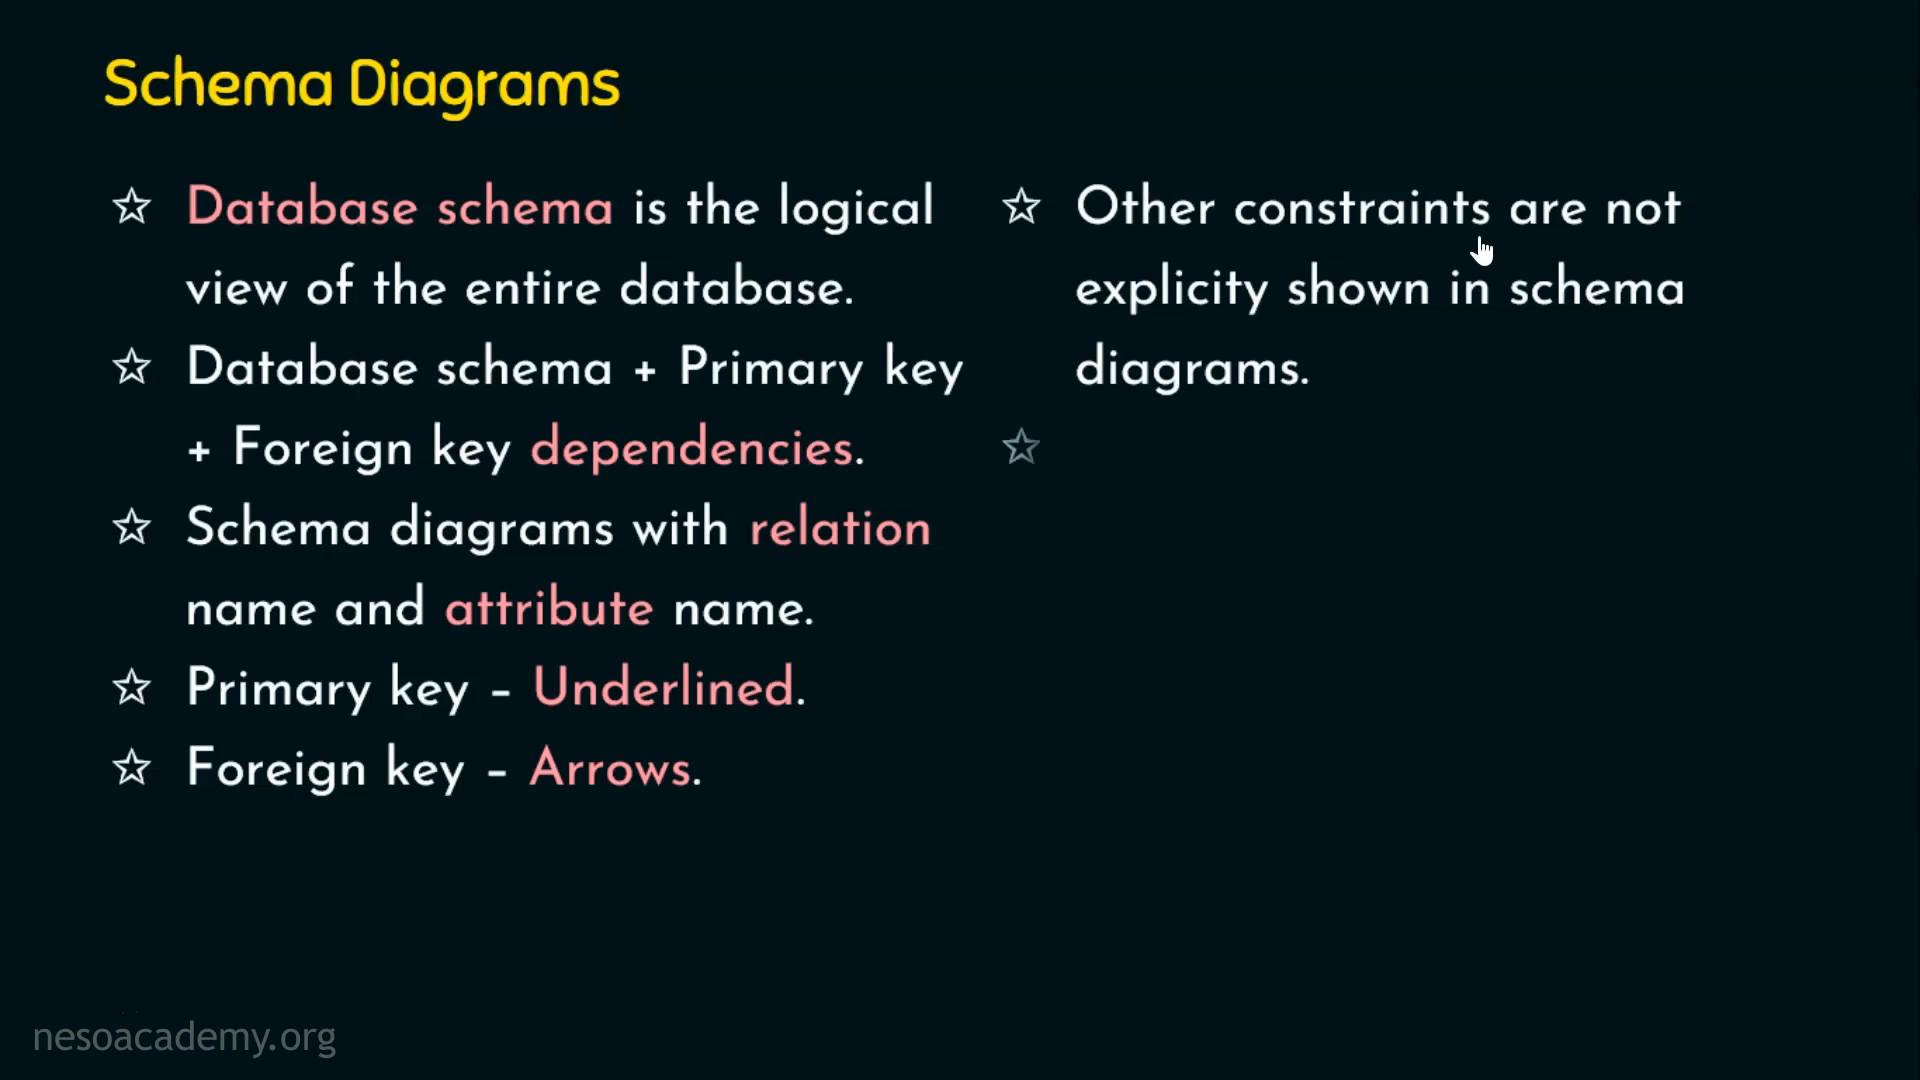 Schema Diagrams
☆ Database schema is the logical
view of the entire database.
☆ Database schema + Primary key
+ Foreign key dependencies.
☆ Schema diagrams with relation
name and attribute name.
☆ Primary key – Underlined.
☆ Foreign key – Arrows.
☆ Other constraints are not
explicity shown in schema
diagrams.
☆
nesoacademy.org